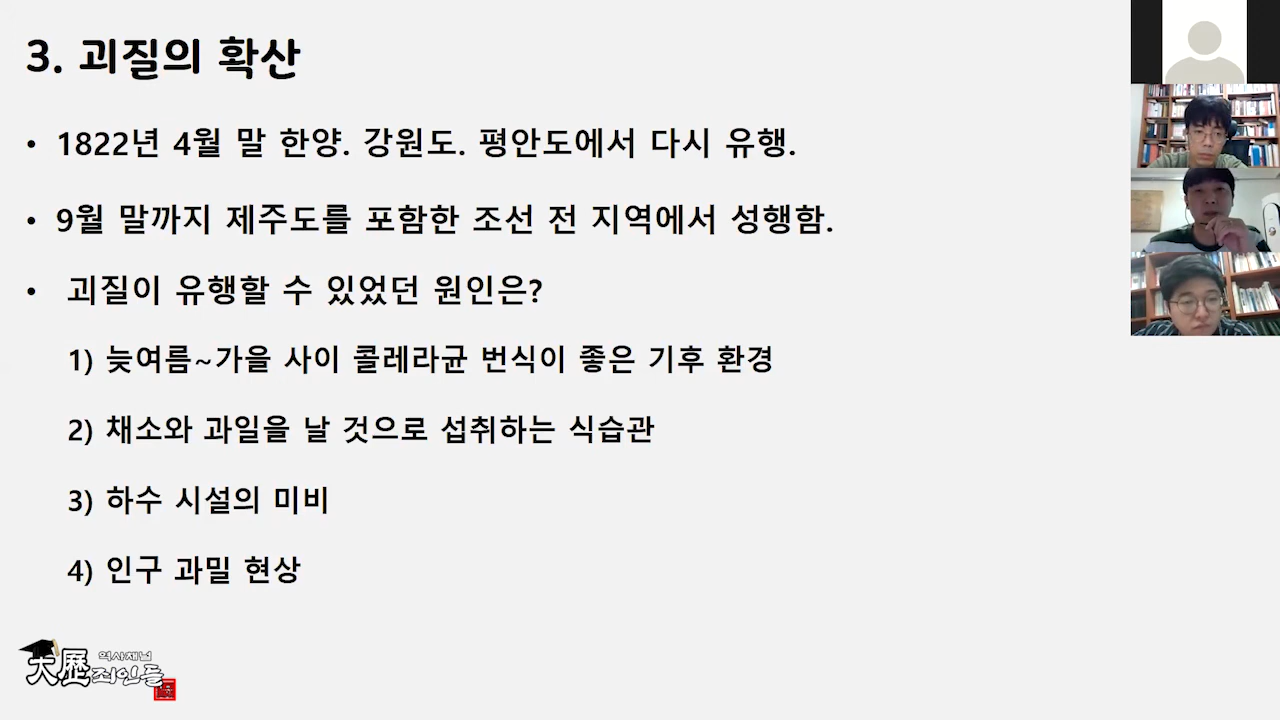 3. 괴질의 확산
• 1822년 4월 말 한양. 강원도. 평안도에서 다시 유행.
• 9월 말까지 제주도를 포함한 조선 전 지역에서 성행함.
• 괴질이 유행할 수 있었던 원인은?
1) 늦여름~가을 사이 콜레라균 번식이 좋은 기후 환경
2) 채소와 과일을 날 것으로 섭취하는 식습관
3) 하수 시설의 미비
4) 인구 과밀 현상
역사채널
大歷죄인들